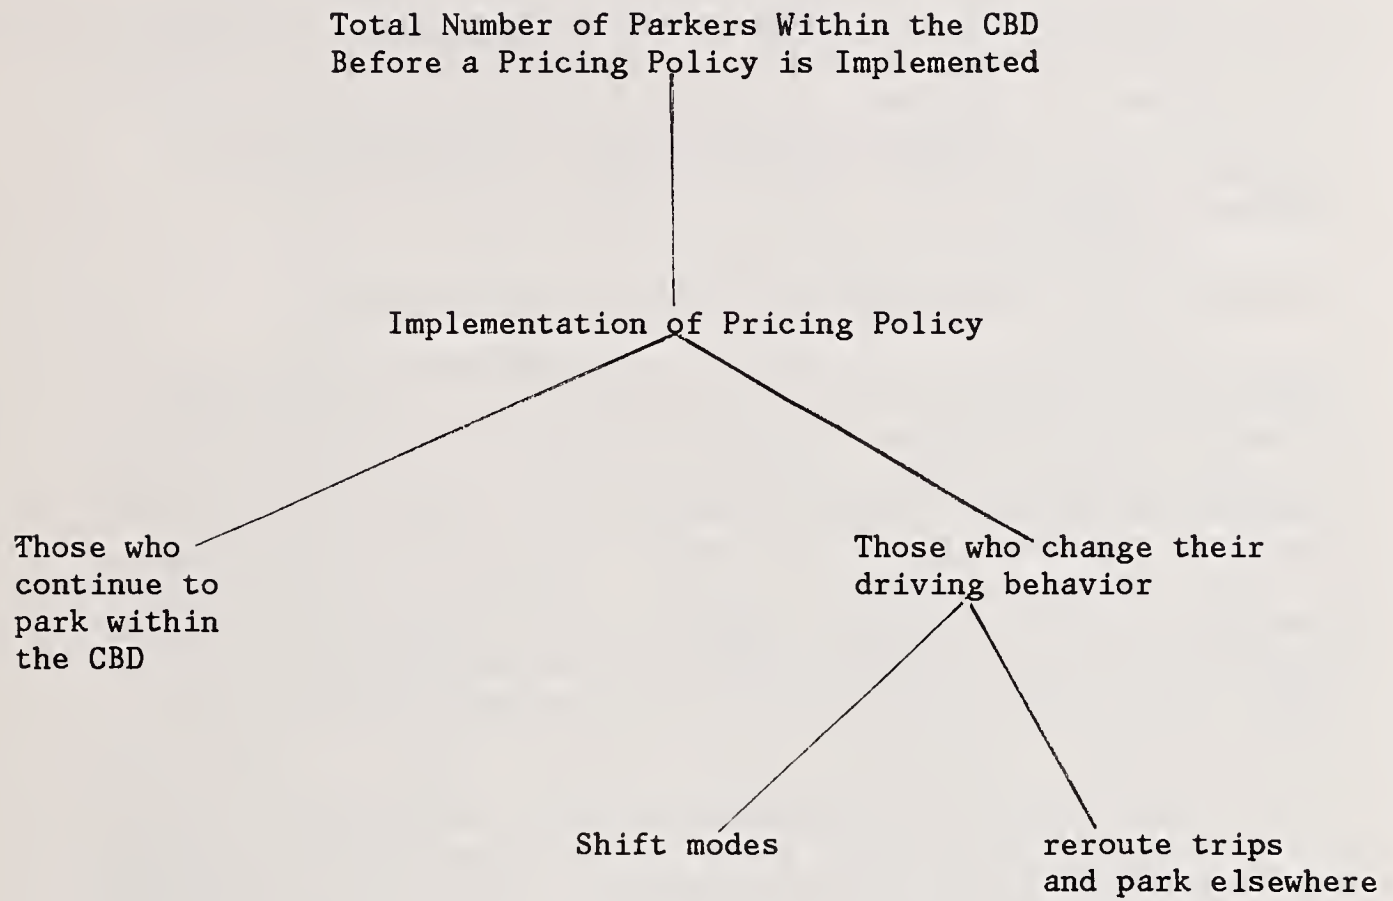 Total Number of Parkers Within the CBD
Before a Pricing Policy is Implemented
Implementation of Pricing Policy
Those who
continue to
park within
the CBD
Those who change their
driving behavior
Shift modes
reroute trips
and park elsewhere